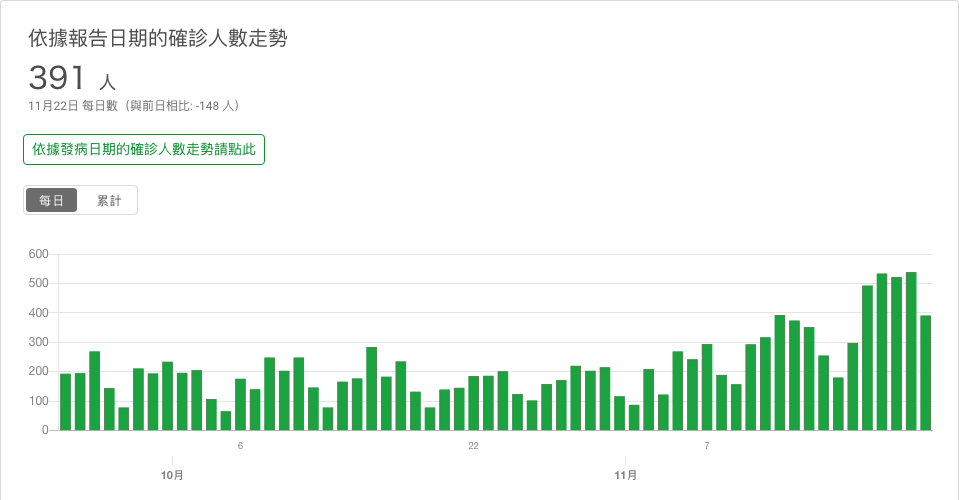 依據報告日期的確診人數走勢
391 人
11月22日 每日數（與前日相比: -148 人）
依據發病日期的確診人數走勢請點此
每日 累計
600
500
400
300
200
100
0
6 22 7
10月 11月